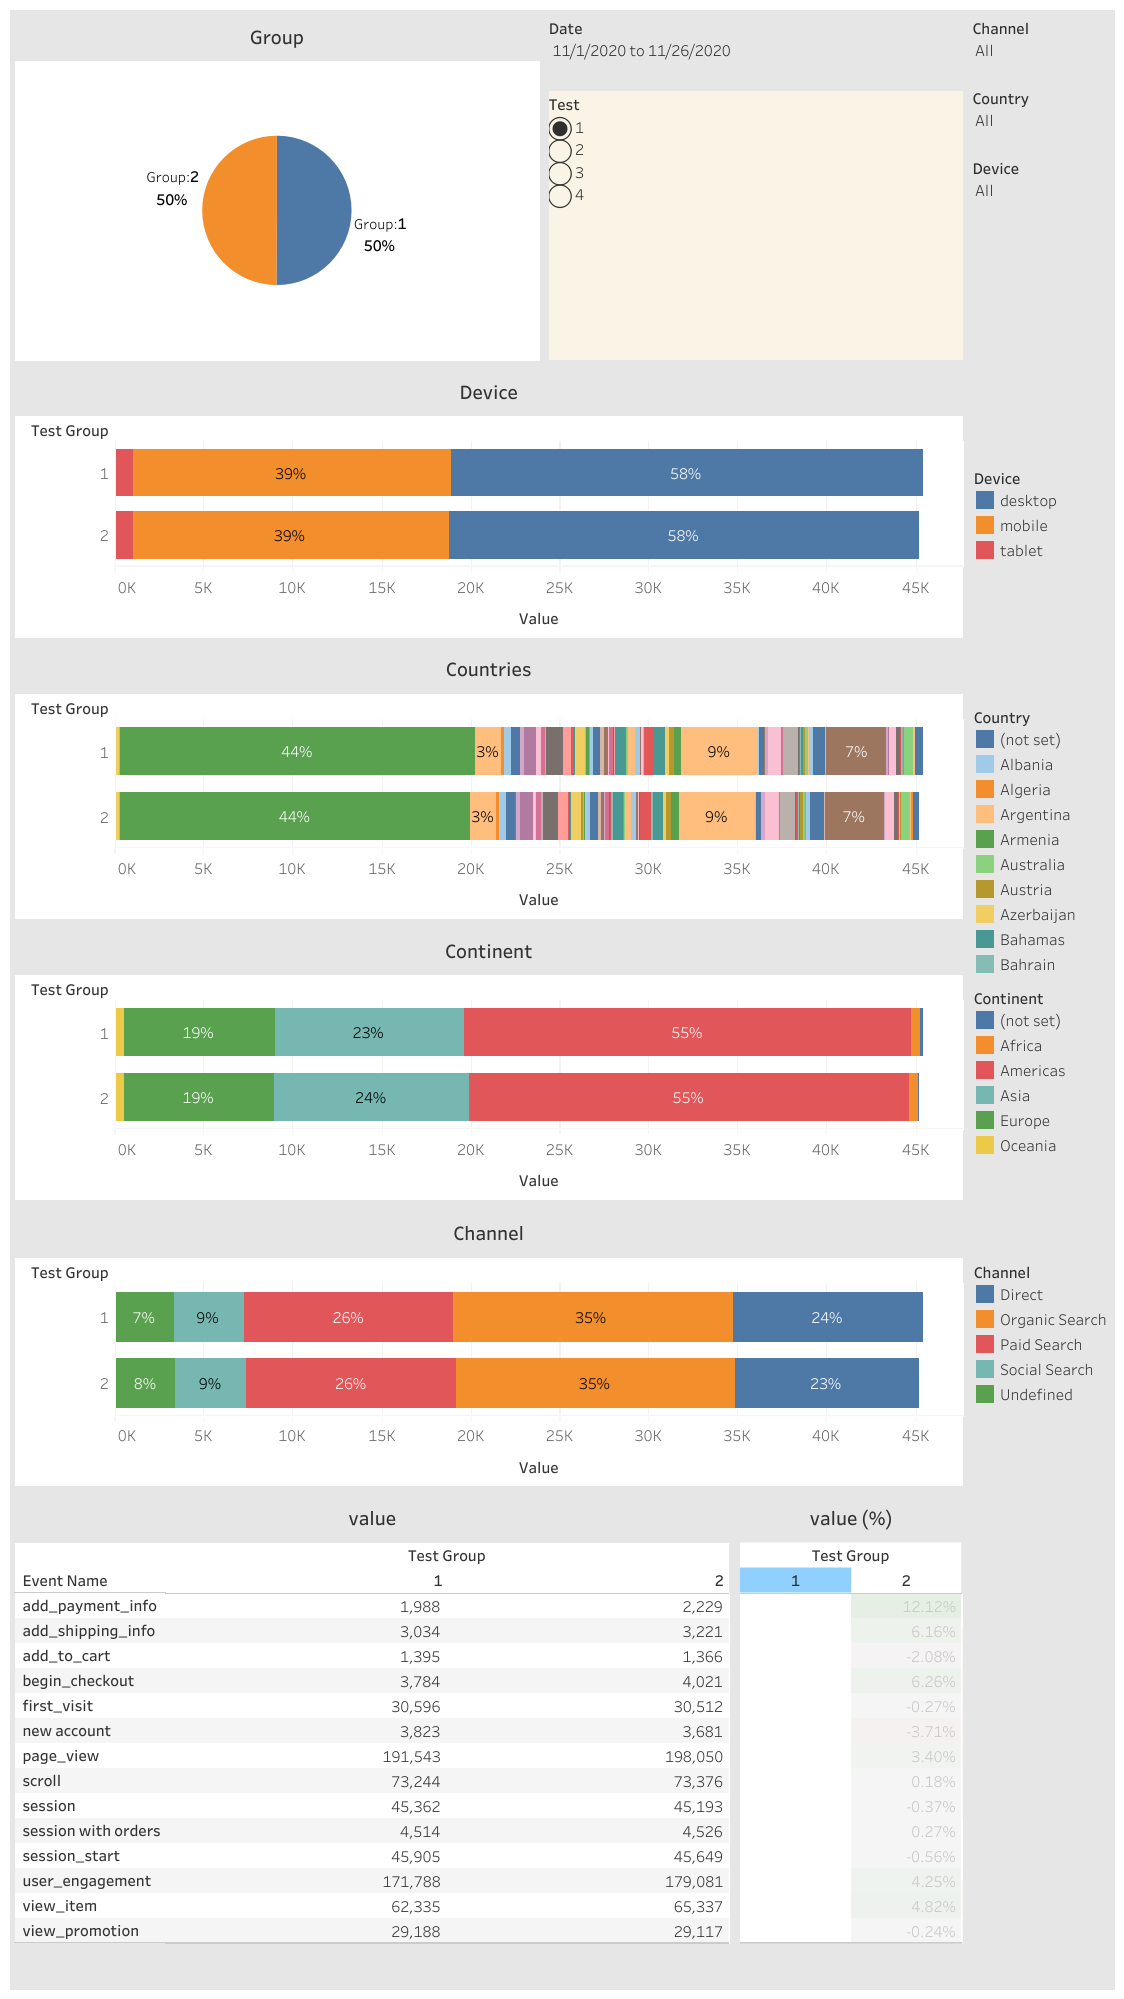 Group
Date
11/1/2020 to 11/26/2020
Channel
All
Country
All
Device
All
Test
1
2
3
4
Group:2
50%
Group:1
50%
Device
Test Group
1 39% 58%
2 39% 58%
0K 5K 10K 15K 20K 25K 30K 35K 40K 45K
Value
Device
desktop
mobile
tablet
Countries
Test Group
1 44% 3% 9% 7%
2 44% 3% 9% 7%
0K 5K 10K 15K 20K 25K 30K 35K 40K 45K
Value
Country
(not set)
Albania
Algeria
Argentina
Armenia
Australia
Austria
Azerbaijan
Bahamas
Bahrain
Continent
Test Group
1 19% 23% 55%
2 19% 24% 55%
0K 5K 10K 15K 20K 25K 30K 35K 40K 45K
Value
Continent
(not set)
Africa
Americas
Asia
Europe
Oceania
Channel
Test Group
1 7% 9% 26% 35% 24%
2 8% 9% 26% 35% 23%
0K 5K 10K 15K 20K 25K 30K 35K 40K 45K
Value
Channel
Direct
Organic Search
Paid Search
Social Search
Undefined
value value (%)
Test Group Test Group
Event Name 1 2 1 2
add_payment_info 1,988 2,229 12.12%
add_shipping_info 3,034 3,221 6.16%
add_to_cart 1,395 1,366 -2.08%
begin_checkout 3,784 4,021 6.26%
first_visit 30,596 30,512 -0.27%
new account 3,823 3,681 -3.71%
page_view 191,543 198,050 3.40%
scroll 73,244 73,376 0.18%
session 45,362 45,193 -0.37%
session with orders 4,514 4,526 0.27%
session_start 45,905 45,649 -0.56%
user_engagement 171,788 179,081 4.25%
view_item 62,335 65,337 4.82%
view_promotion 29,188 29,117 -0.24%